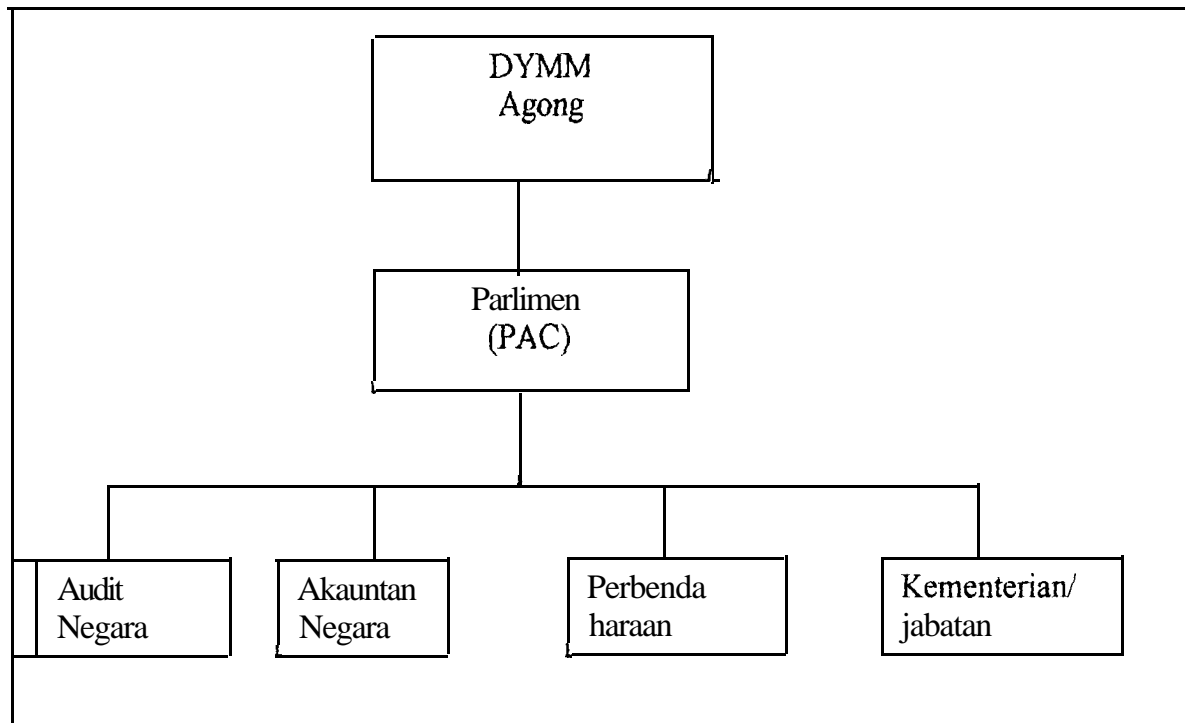 DYMM
Agong
Parlimen
(PAC)
Audit
Negara
Akauntan
Negara
Perbenda
haraan
Kementerian/
jabatan